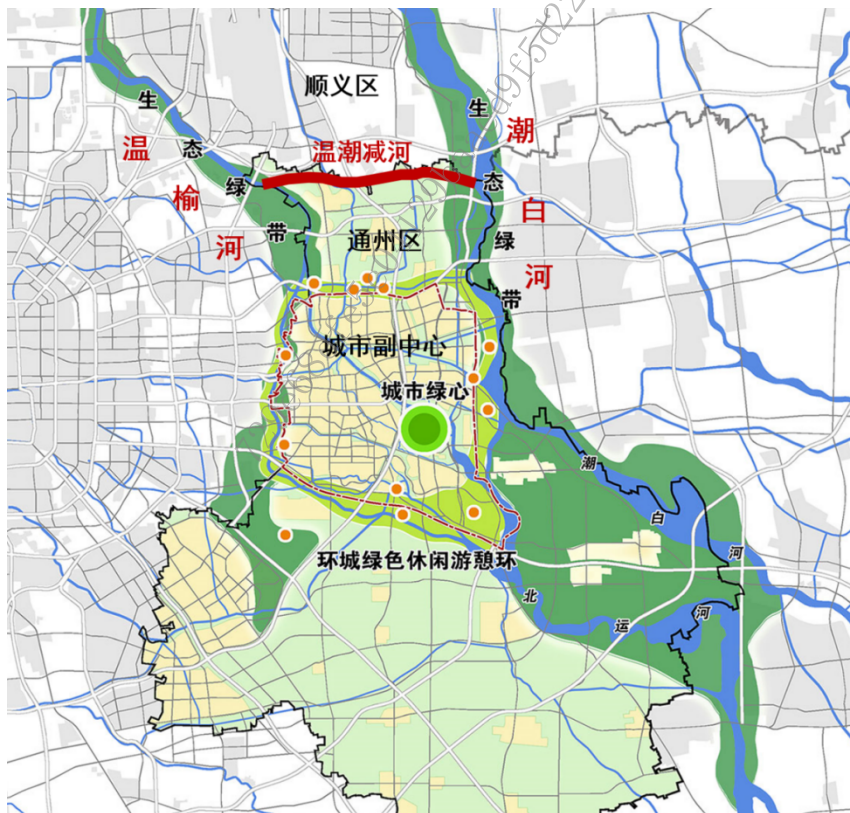 顺义区
生态绿带
温榆河
温潮减河
生态绿带
潮白河
通州区
城市副中心
城市绿心
潮白河
环城绿色休闲游憩环
北运河